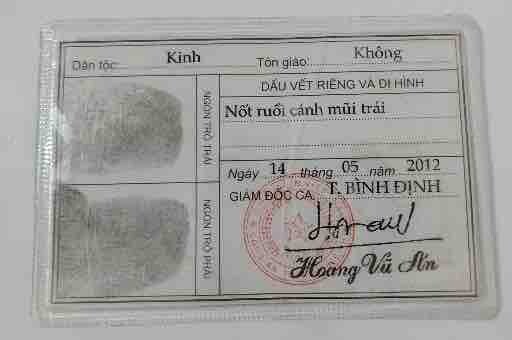 Dân tộc: Kinh Tôn giáo: Không
NGÓN TRỎ TRÁI
DẤU VẾT RIÊNG VÀ DỊ HÌNH
Nốt ruồi cánh mũi trái
Ngày 14 tháng 05 năm 2012
GIÁM ĐỐC CA. T. BÌNH ĐỊNH
NGÓN TRỎ PHẢI
Hoàng Vũ Ấn